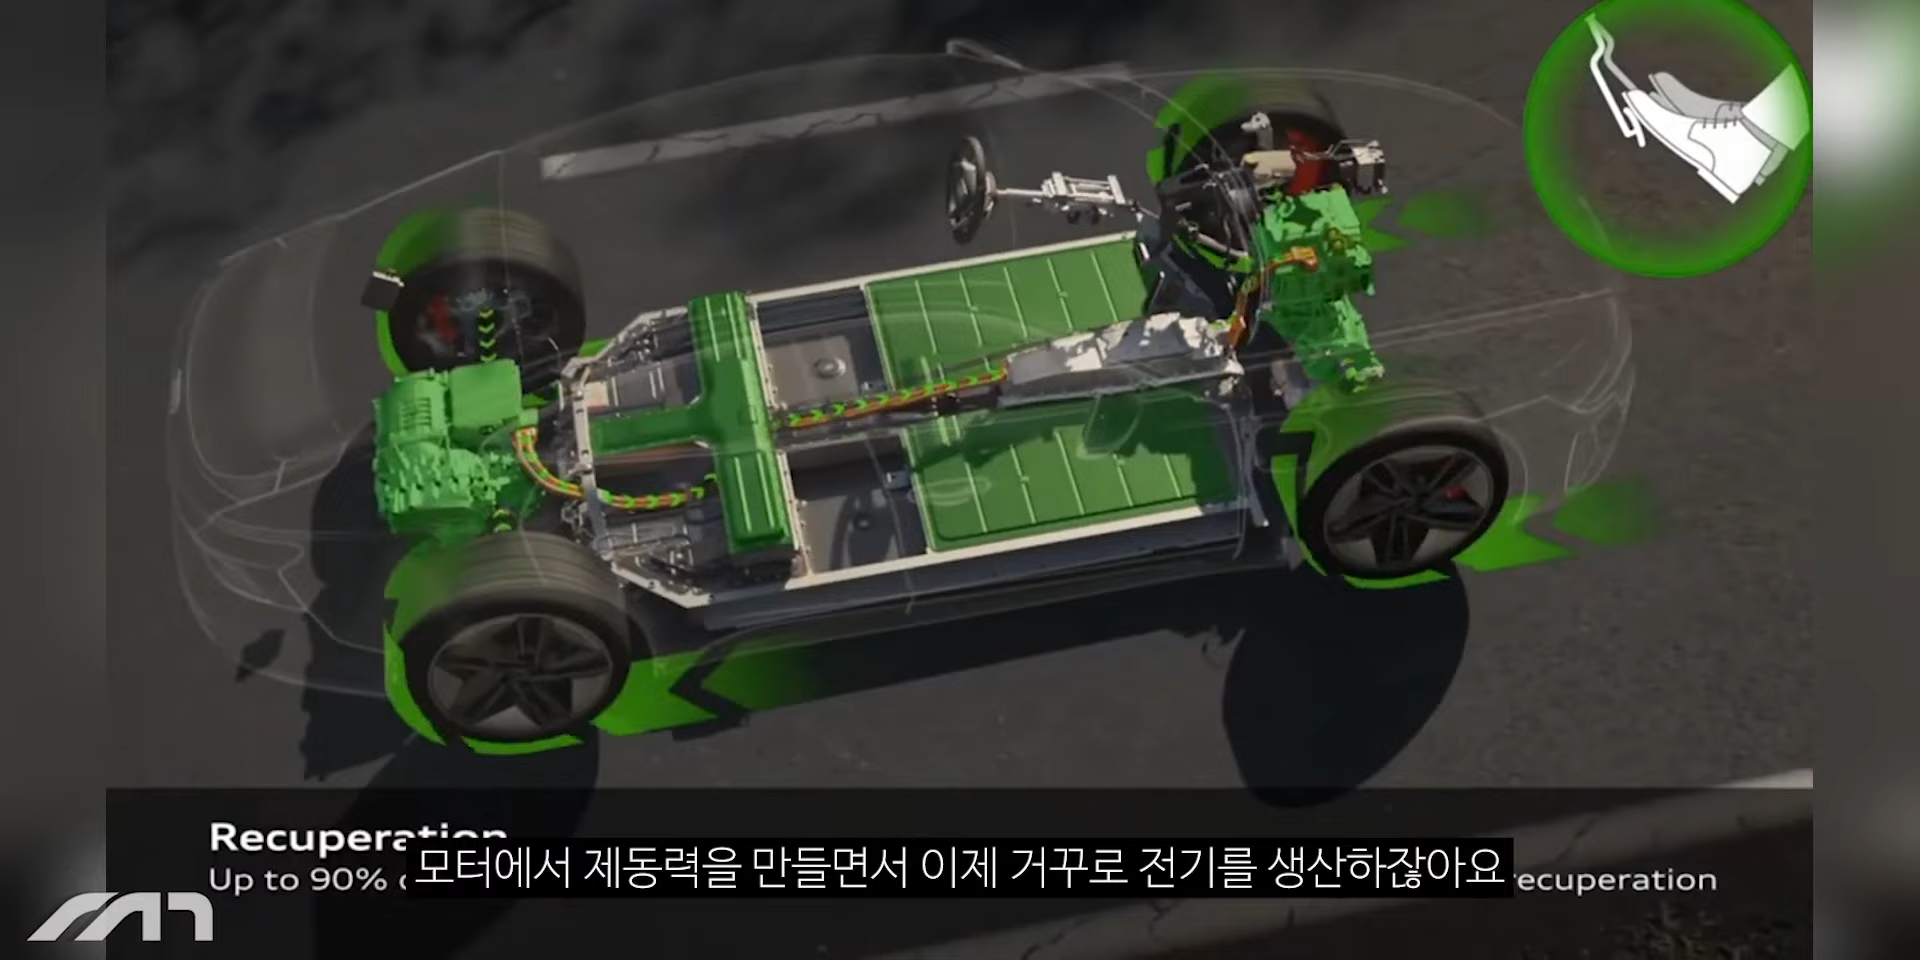 Recuperation
Up to 90%
모터에서 제동력을 만들면서 이제 거꾸로 전기를 생산하잖아요
recuperation